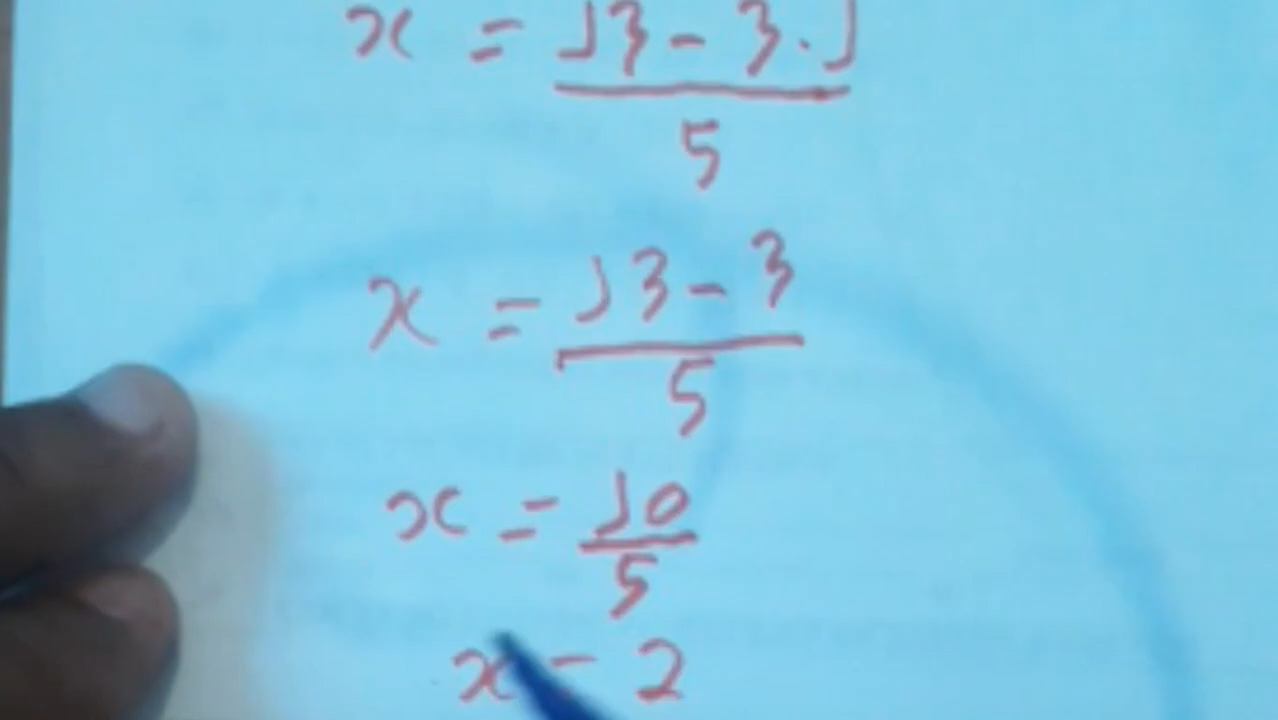 x = 13 - 3.1
5
x = 13 - 3
5
x = 10
5
x = 2